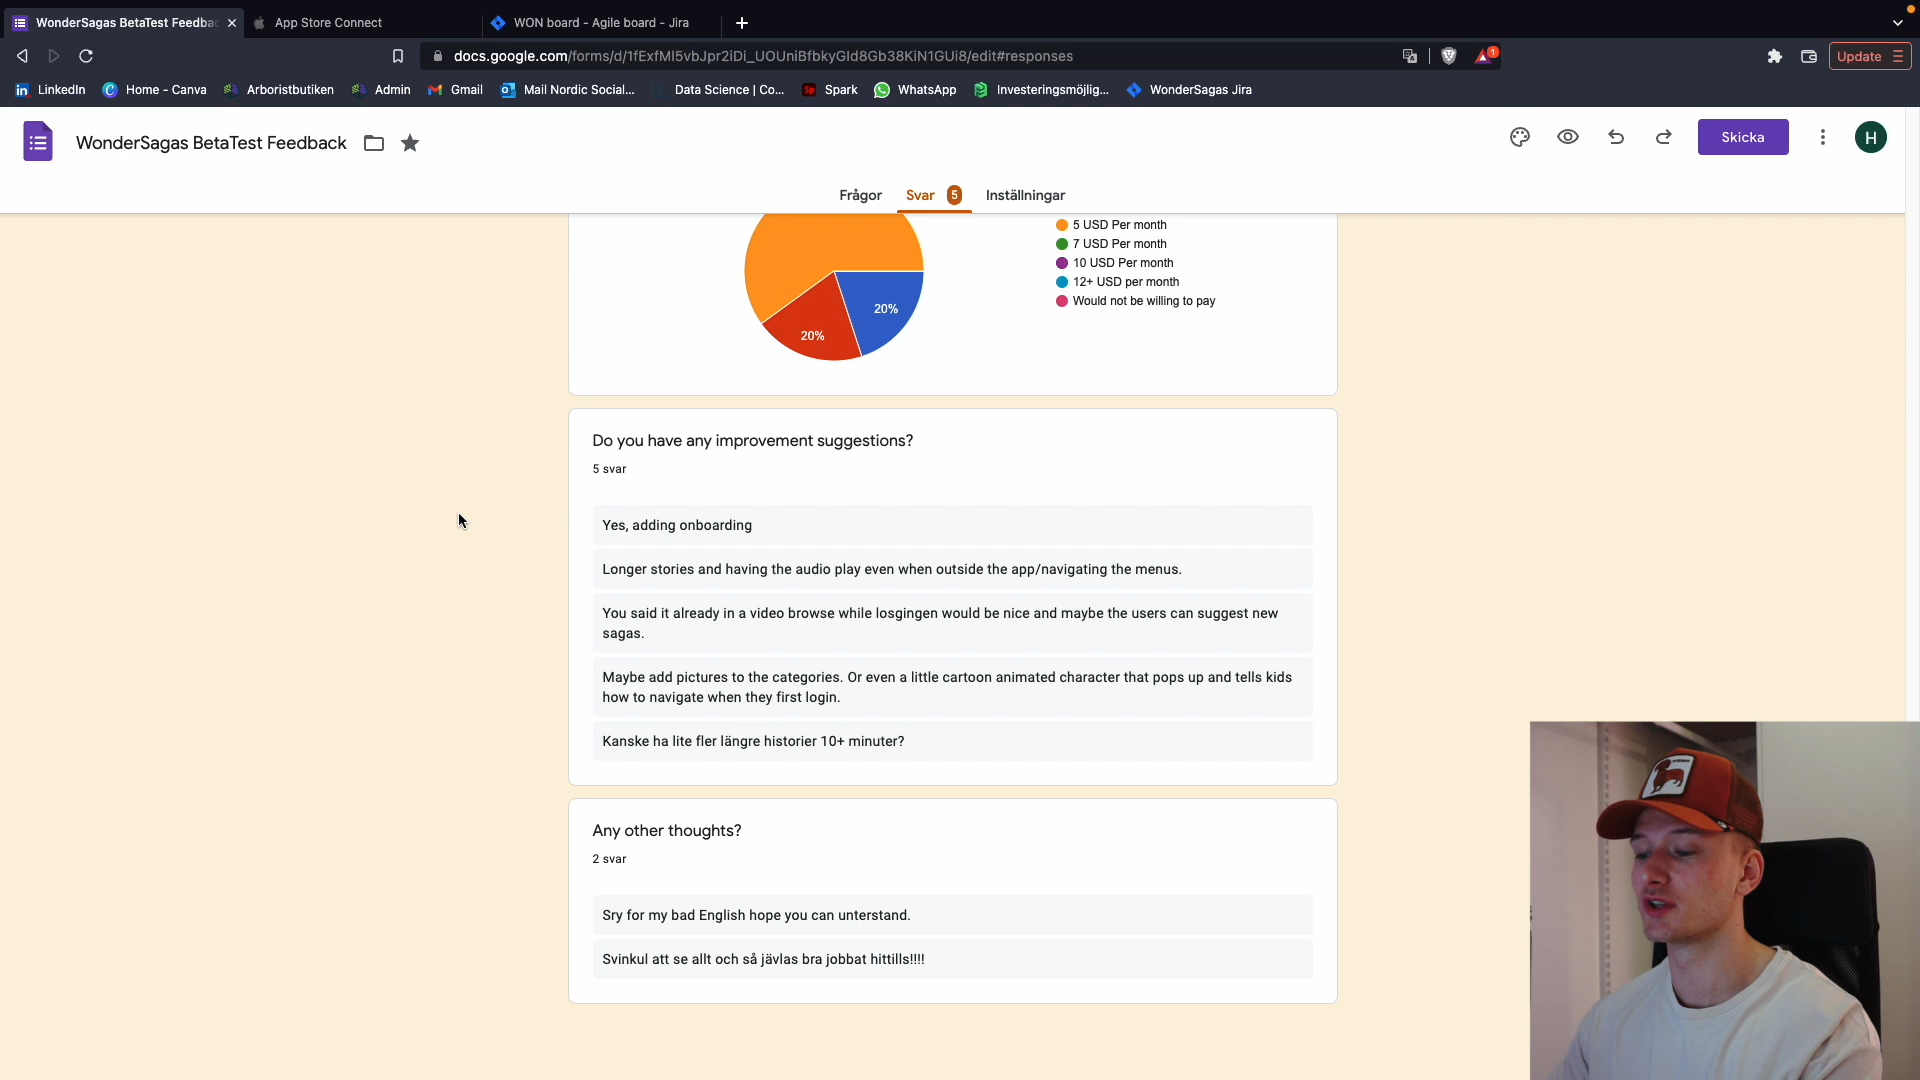 WonderSagas BetaTest Feedba
App Store Connect
WON board - Agile board - Jira
docs.google.com/forms/d/1fExfMI5vbJpr2iDi_UOUniBfbkyGId8Gb38KiN1GUi8/edit#responses
1
Update
LinkedIn
Home - Canva
Arboristbutiken
Admin
Gmail
Mail Nordic Social...
Data Science | Co...
Spark
WhatsApp
Investeringsmöjlig...
WonderSagas Jira
WonderSagas BetaTest Feedback
Skicka
H
Frågor
Svar 5
Inställningar
5 USD Per month
7 USD Per month
10 USD Per month
12+ USD per month
Would not be willing to pay
20%
20%
Do you have any improvement suggestions?
5 svar
Yes, adding onboarding
Longer stories and having the audio play even when outside the app/navigating the menus.
You said it already in a video browse while losgingen would be nice and maybe the users can suggest new
sagas.
Maybe add pictures to the categories. Or even a little cartoon animated character that pops up and tells kids
how to navigate when they first login.
Kanske ha lite fler längre historier 10+ minuter?
Any other thoughts?
2 svar
Sry for my bad English hope you can unterstand.
Svinkul att se allt och så jävlas bra jobbat hittills!!!!